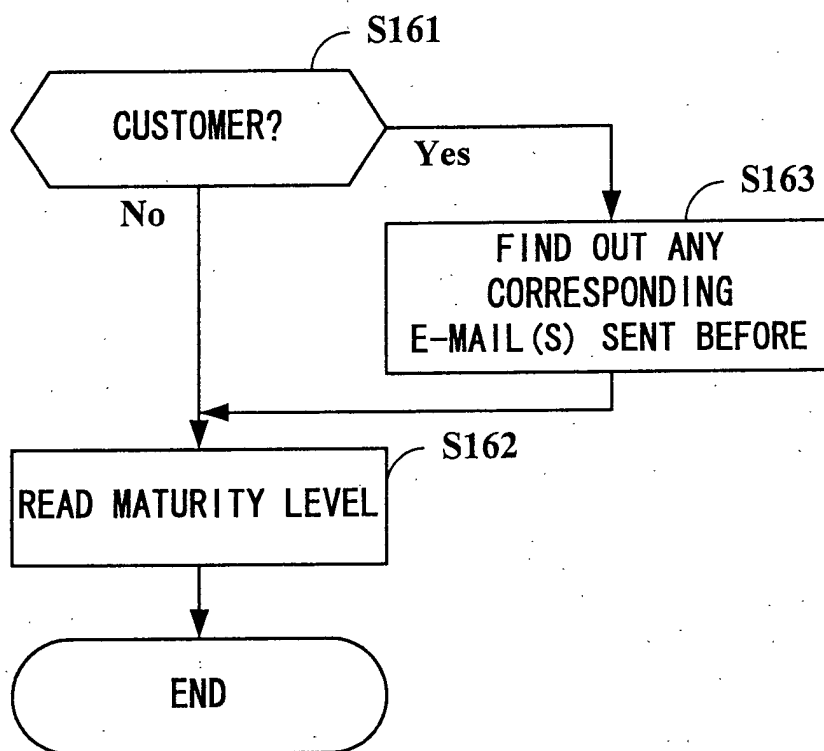 S161
CUSTOMER?
Yes
No
S163
FIND OUT ANY
CORRESPONDING
E-MAIL(S) SENT BEFORE
S162
READ MATURITY LEVEL
END